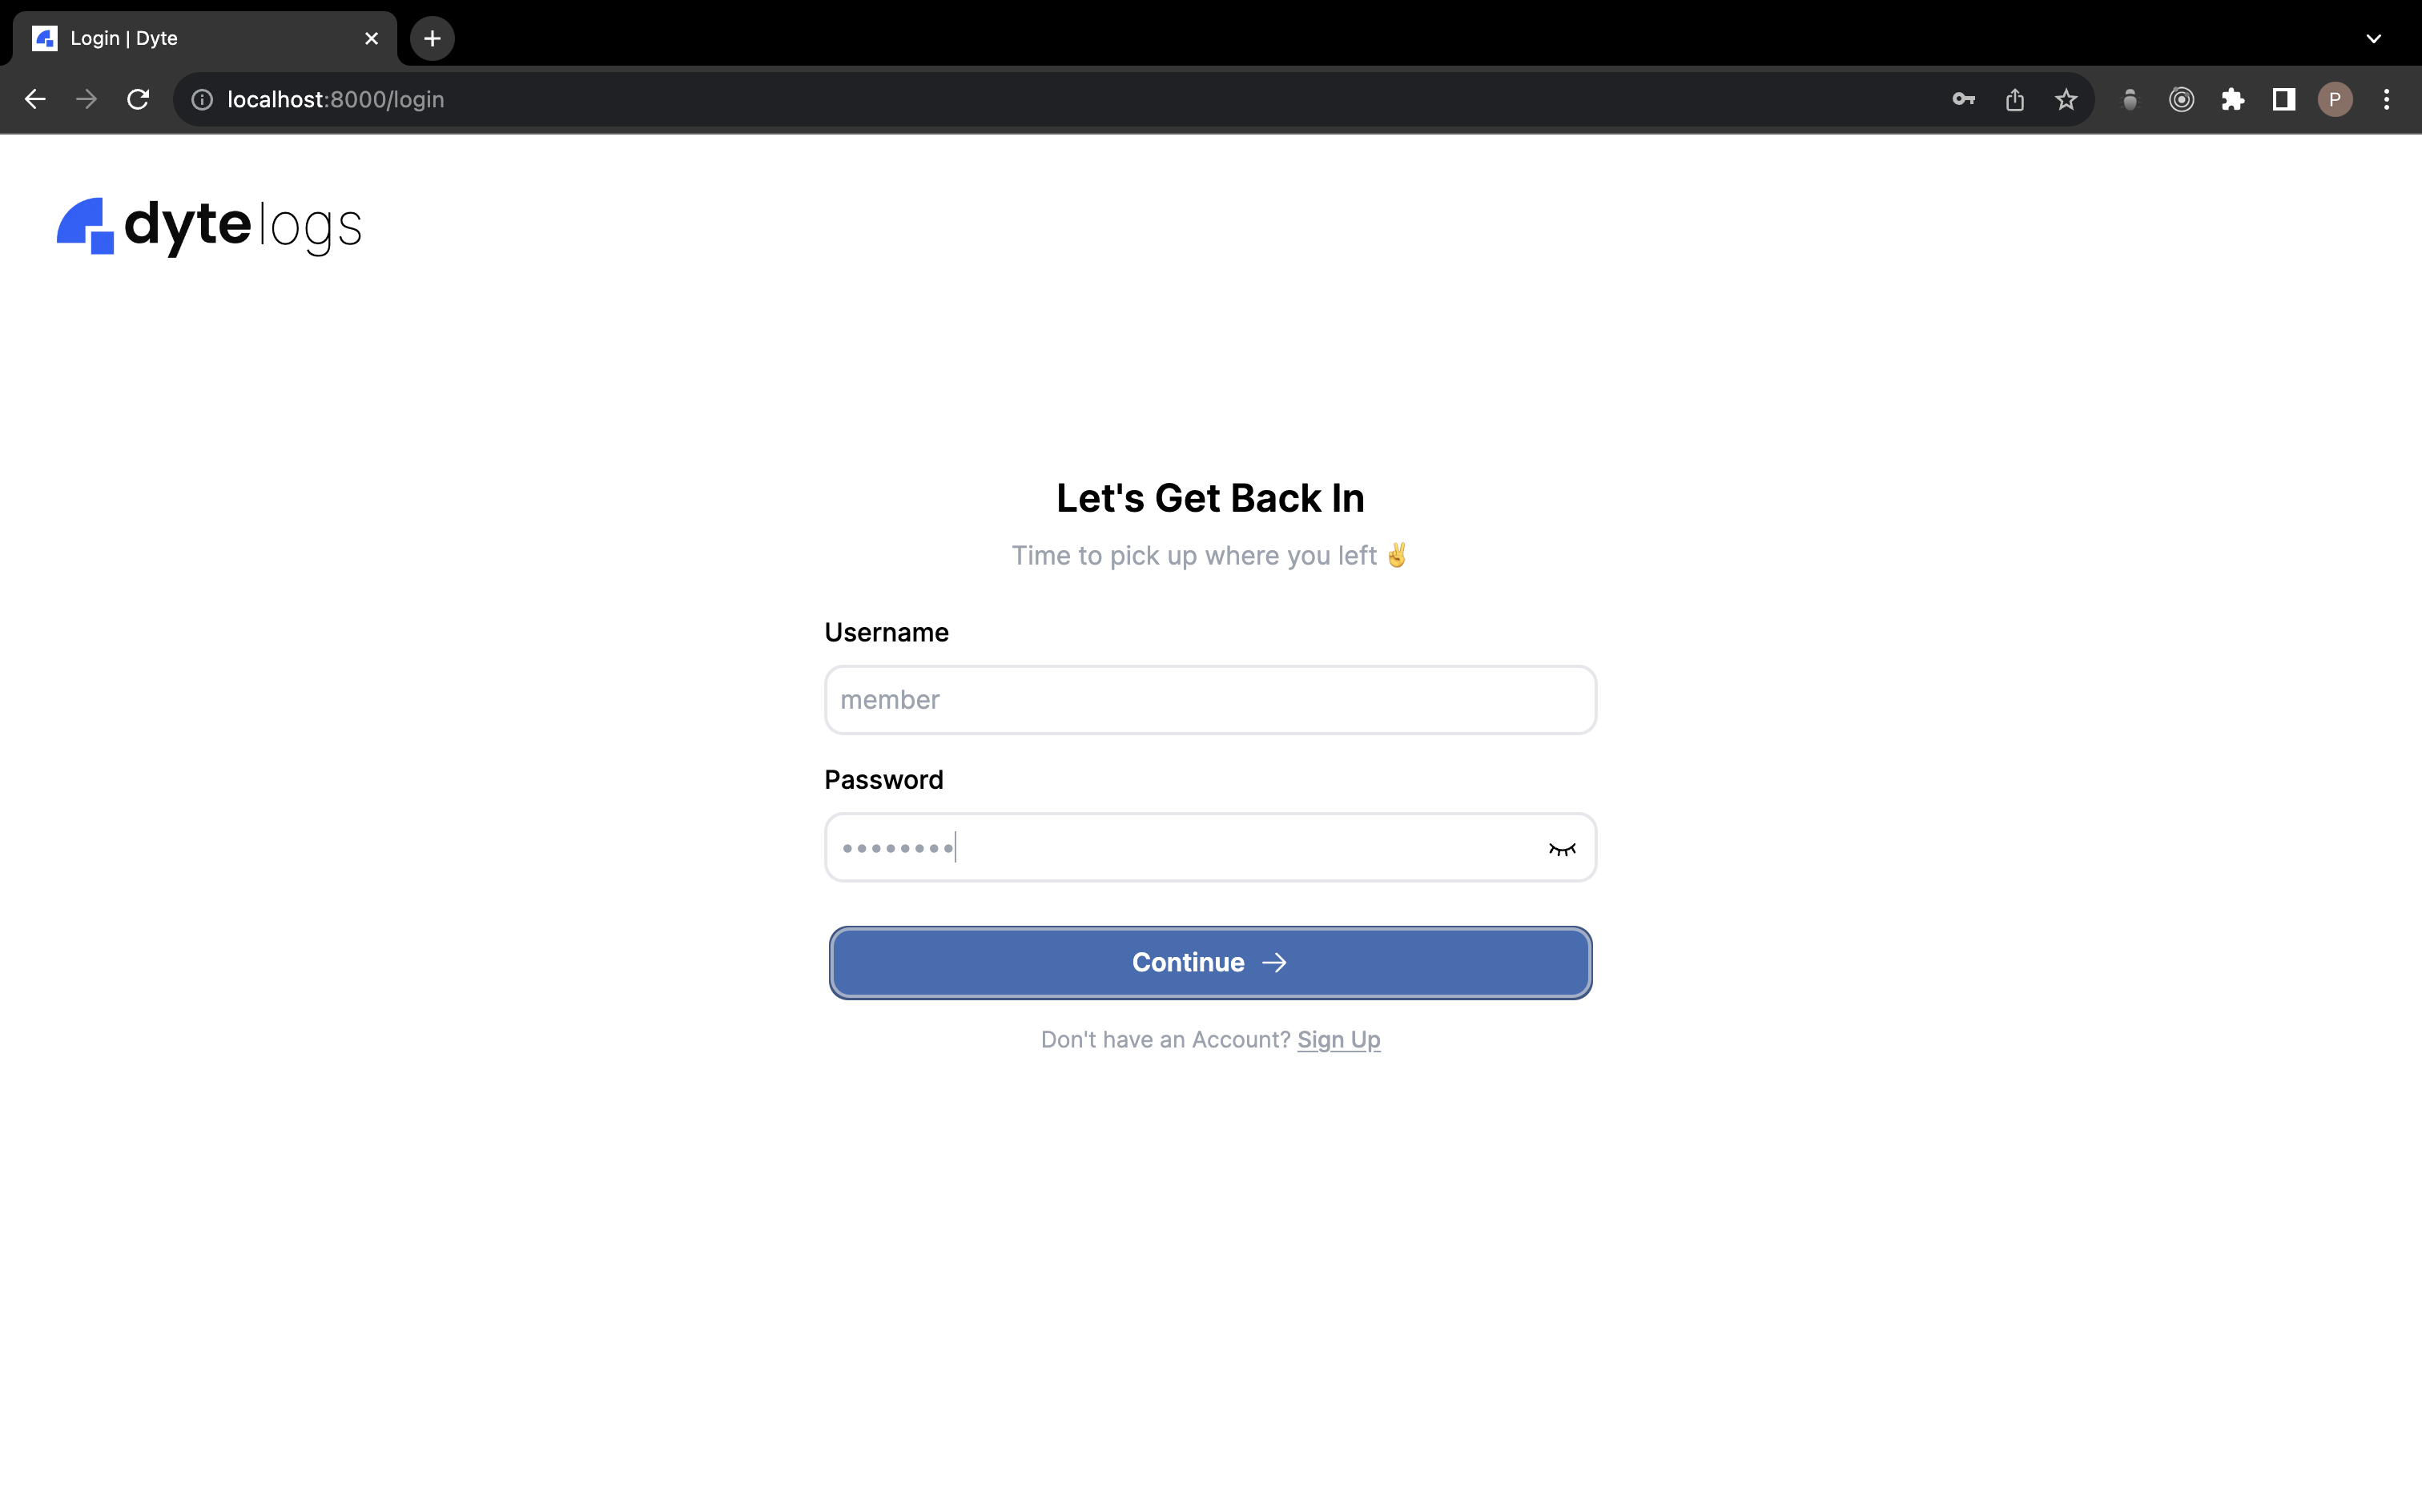 Login | Dyte
localhost:8000/login
P
dyte logs
Let's Get Back In
Time to pick up where you left ✌️
Username
member
Password
••••••••
Continue →
Don't have an Account? Sign Up